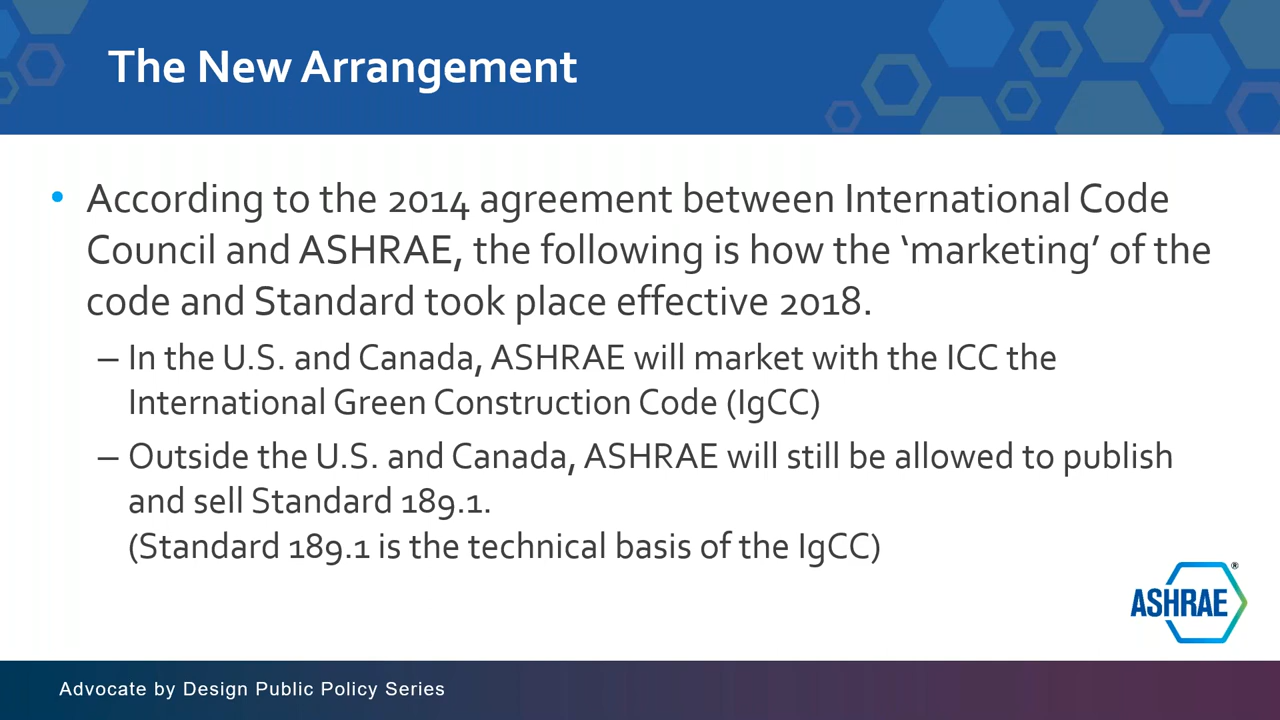 The New Arrangement
• According to the 2014 agreement between International Code
Council and ASHRAE, the following is how the ‘marketing’ of the
code and Standard took place effective 2018.
– In the U.S. and Canada, ASHRAE will market with the ICC the
International Green Construction Code (IgCC)
– Outside the U.S. and Canada, ASHRAE will still be allowed to publish
and sell Standard 189.1.
(Standard 189.1 is the technical basis of the IgCC)
ASHRAE®
Advocate by Design Public Policy Series